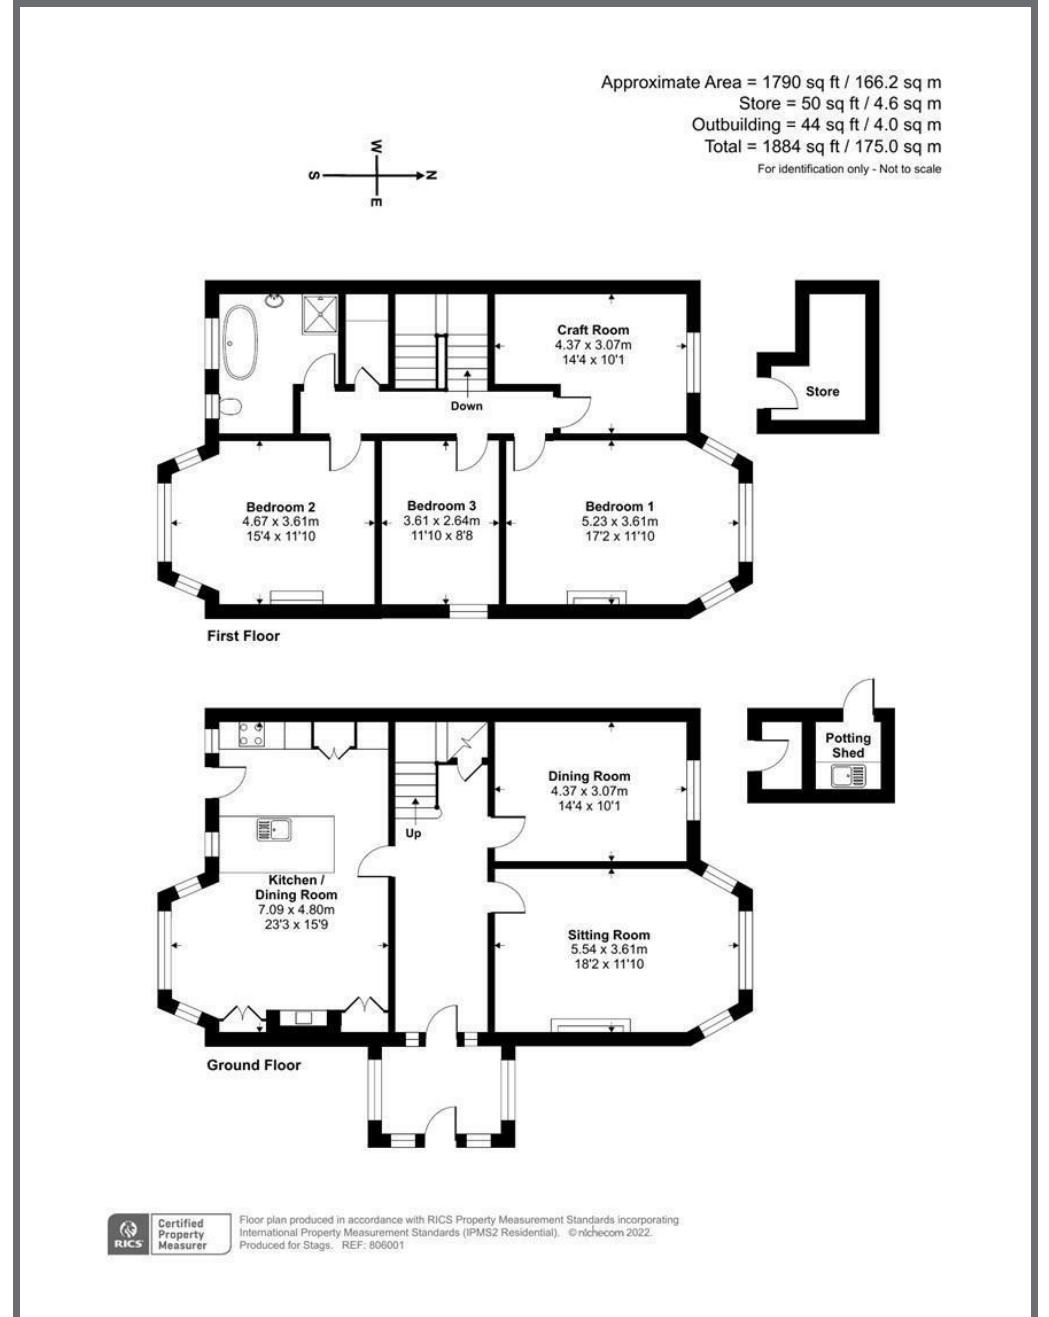 Approximate Area = 1790 sq ft / 166.2 sq m
Store = 50 sq ft / 4.6 sq m
Outbuilding = 44 sq ft / 4.0 sq m
Total = 1884 sq ft / 175.0 sq m
For identification only - Not to scale
W
S
N
E
Craft Room
4.37 x 3.07m
14'4 x 10'1
Down
Store
Bedroom 2
4.67 x 3.61m
15'4 x 11'10
Bedroom 3
3.61 x 2.64m
11'10 x 8'8
Bedroom 1
5.23 x 3.61m
17'2 x 11'10
First Floor
Potting
Shed
Dining Room
4.37 x 3.07m
14'4 x 10'1
Up
Kitchen /
Dining Room
7.09 x 4.80m
23'3 x 15'9
Sitting Room
5.54 x 3.61m
18'2 x 11'10
Ground Floor
RICS
Certified
Property
Measurer
Floor plan produced in accordance with RICS Property Measurement Standards incorporating
International Property Measurement Standards (IPMS2 Residential). © nichecom 2022.
Produced for Stags. REF: 806001